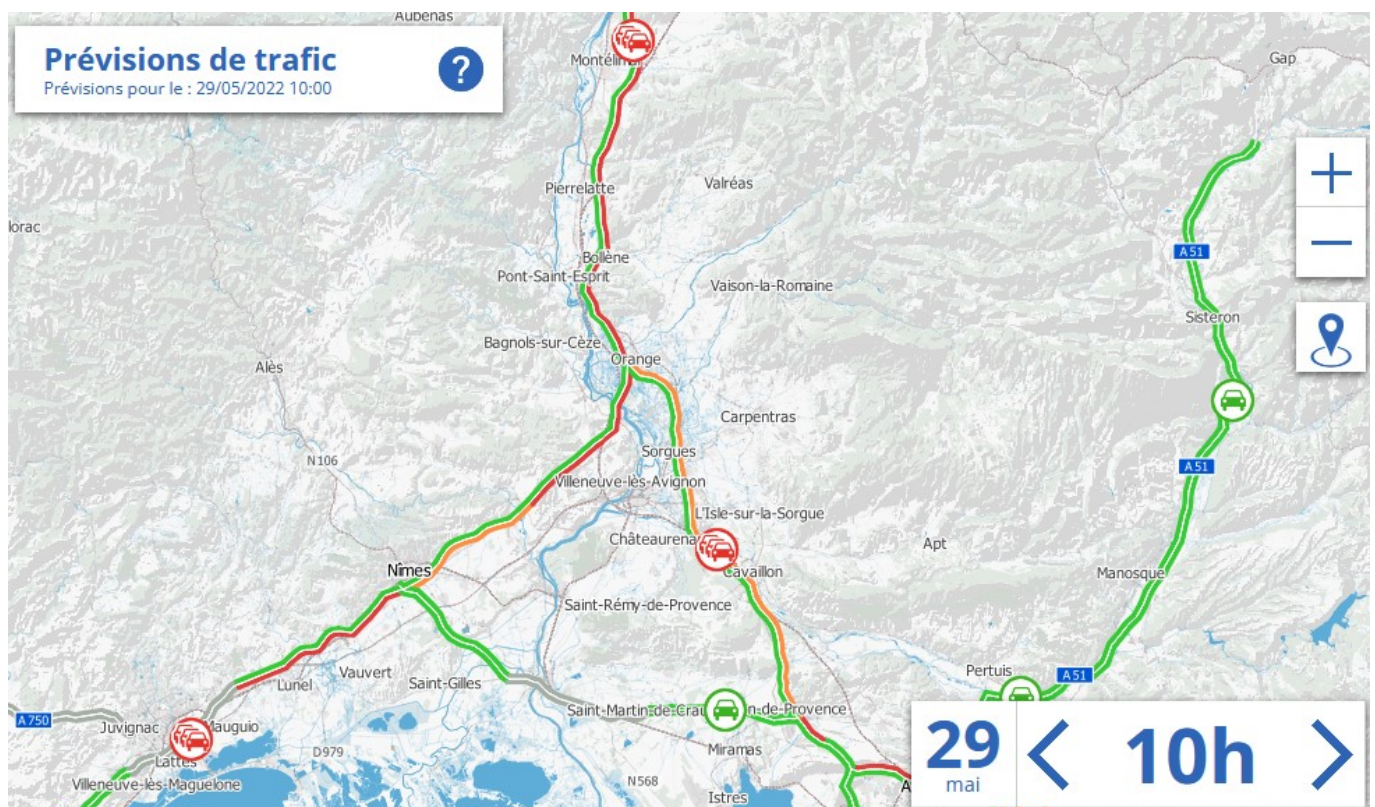 Aubenas
Prévisions de trafic
Prévisions pour le : 29/05/2022 10:00
?
Gap
Valréas
Pierrelatte
lorac
Bollène
A51
Pont-Saint-Esprit
Vaison-la-Romaine
Sisteron
Bagnols-sur-Cèze
Orange
Alès
Carpentras
Sorgues
N106
A51
Villeneuve-lès-Avignon
L'Isle-sur-la-Sorgue
Apt
Cavaillon
Nîmes
Manosque
Saint-Rémy-de-Provence
Vauvert
Pertuis
A51
Lunel
Saint-Gilles
A750
Juvignac
Mauguio
Saint-Martin-de-Crau
n-de-Provence
Lattes
D979
Miramas
Villeneuve-lès-Maguelone
N568
Istres
29
mai
10h